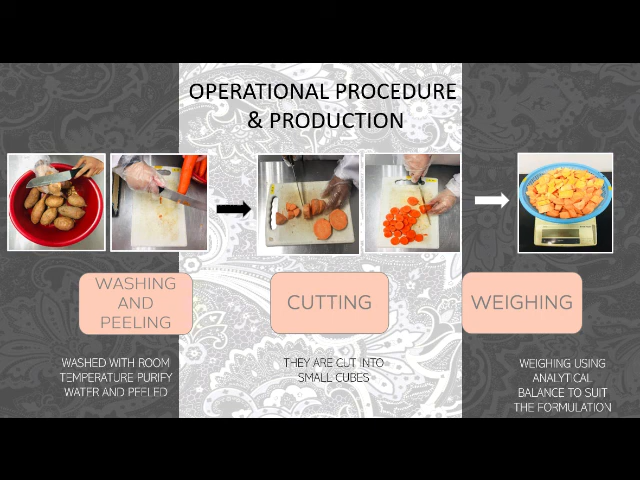 OPERATIONAL PROCEDURE
& PRODUCTION
WASHING
AND
PEELING
CUTTING
WEIGHING
WASHED WITH ROOM
TEMPERATURE PURIFY
WATER AND PEELED
THEY ARE CUT INTO
SMALL CUBES
WEIGHING USING
ANALYTICAL
BALANCE TO SUIT
THE FORMULATION